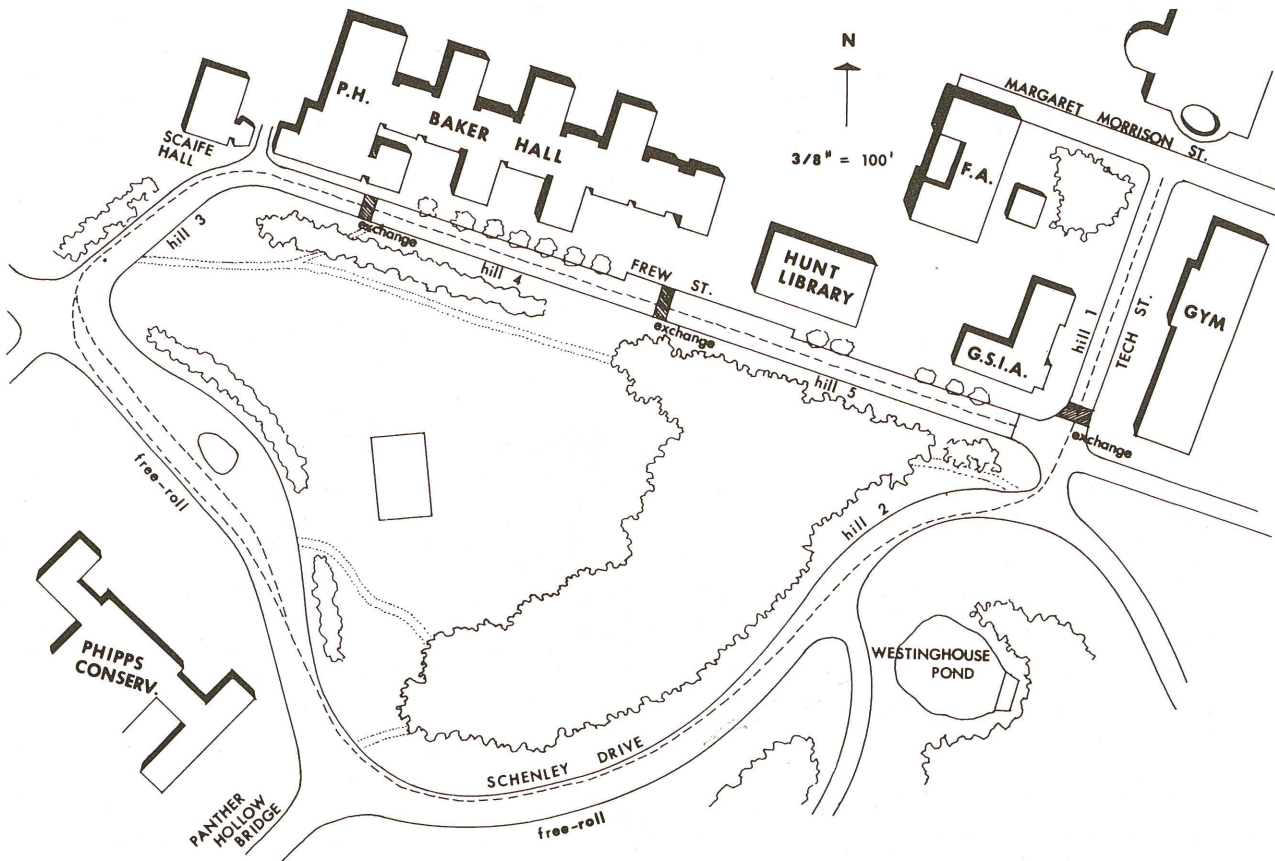 N
3/8" = 100'
MARGARET MORRISON ST.
P.H.
BAKER HALL
SCAIFE
HALL
F.A.
hill 3
exchange
hill 4
FREW ST.
HUNT
LIBRARY
exchange
hill 5
G.S.I.A.
hill 1
TECH ST.
GYM
exchange
free-roll
hill 2
PHIPPS
CONSERV.
WESTINGHOUSE
POND
SCHENLEY DRIVE
free-roll
PANTHER
HOLLOW
BRIDGE